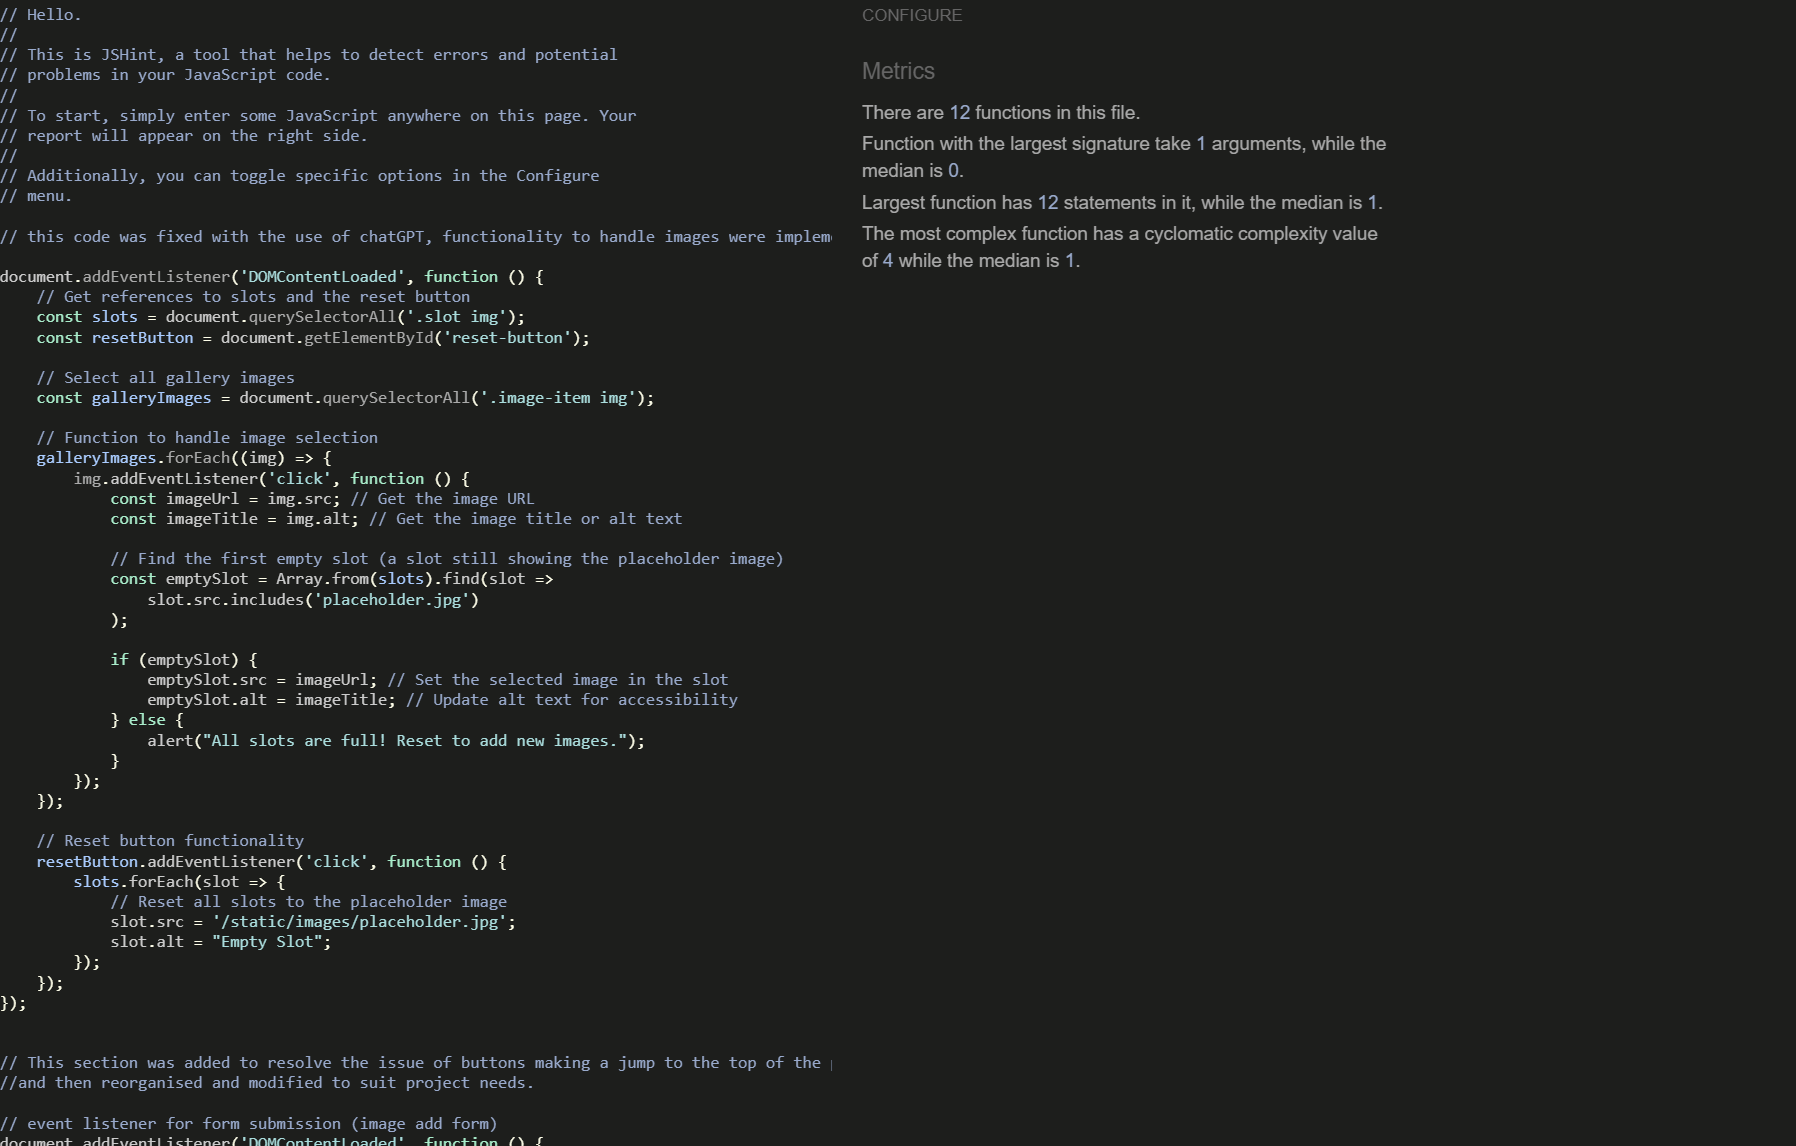 // Hello.
//
// This is JSHint, a tool that helps to detect errors and potential
// problems in your JavaScript code.
//
// To start, simply enter some JavaScript anywhere on this page. Your
// report will appear on the right side.
//
// Additionally, you can toggle specific options in the Configure
// menu.
// this code was fixed with the use of chatGPT, functionality to handle images were implem
document.addEventListener('DOMContentLoaded', function () {
    // Get references to slots and the reset button
    const slots = document.querySelectorAll('.slot img');
    const resetButton = document.getElementById('reset-button');
    // Select all gallery images
    const galleryImages = document.querySelectorAll('.image-item img');
    // Function to handle image selection
    galleryImages.forEach((img) => {
        img.addEventListener('click', function () {
            const imageUrl = img.src; // Get the image URL
            const imageTitle = img.alt; // Get the image title or alt text
            // Find the first empty slot (a slot still showing the placeholder image)
            const emptySlot = Array.from(slots).find(slot =>
                slot.src.includes('placeholder.jpg')
            );
            if (emptySlot) {
                emptySlot.src = imageUrl; // Set the selected image in the slot
                emptySlot.alt = imageTitle; // Update alt text for accessibility
            } else {
                alert("All slots are full! Reset to add new images.");
            }
        });
    });
    // Reset button functionality
    resetButton.addEventListener('click', function () {
        slots.forEach(slot => {
            // Reset all slots to the placeholder image
            slot.src = '/static/images/placeholder.jpg';
            slot.alt = "Empty Slot";
        });
    });
});
// This section was added to resolve the issue of buttons making a jump to the top of the
//and then reorganised and modified to suit project needs.
// event listener for form submission (image add form)
document.addEventListener('DOMContentLoaded', function () {
CONFIGURE
Metrics
There are 12 functions in this file.
Function with the largest signature take 1 arguments, while the
median is 0.
Largest function has 12 statements in it, while the median is 1.
The most complex function has a cyclomatic complexity value
of 4 while the median is 1.